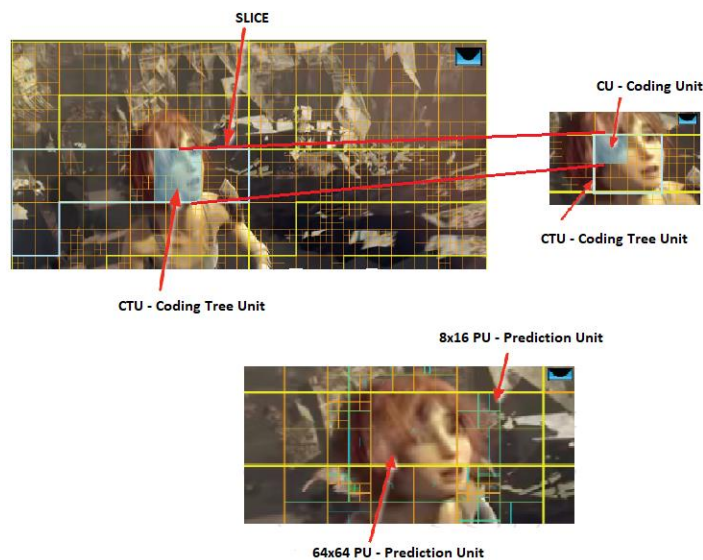 SLICE
CU - Coding Unit
CTU - Coding Tree Unit
CTU - Coding Tree Unit
8x16 PU - Prediction Unit
64x64 PU - Prediction Unit